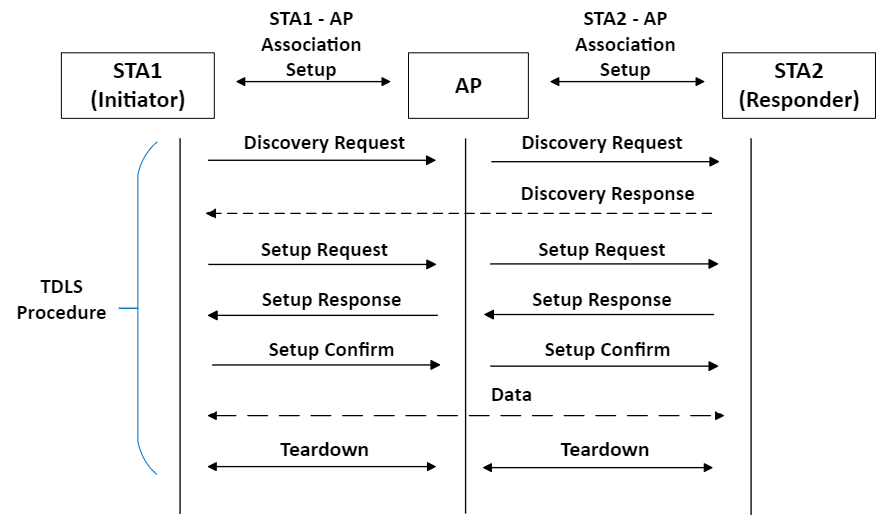 STA1 - AP
Association
Setup
STA2 - AP
Association
Setup
STA1
(Initiator)
AP
STA2
(Responder)
Discovery Request
Discovery Request
Discovery Response
Setup Request
Setup Request
TDLS
Procedure
Setup Response
Setup Response
Setup Confirm
Setup Confirm
Data
Teardown
Teardown